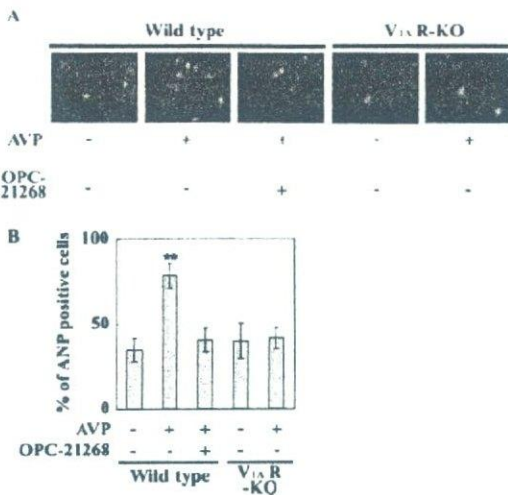 A
Wild type V1A R-KO
AVP - + + - +
OPC-
21268 - - + - -
B
% of ANP positive cells
100
**
50
0
AVP - + + - +
OPC-21268 - - + - -
Wild type V1A R
-KO